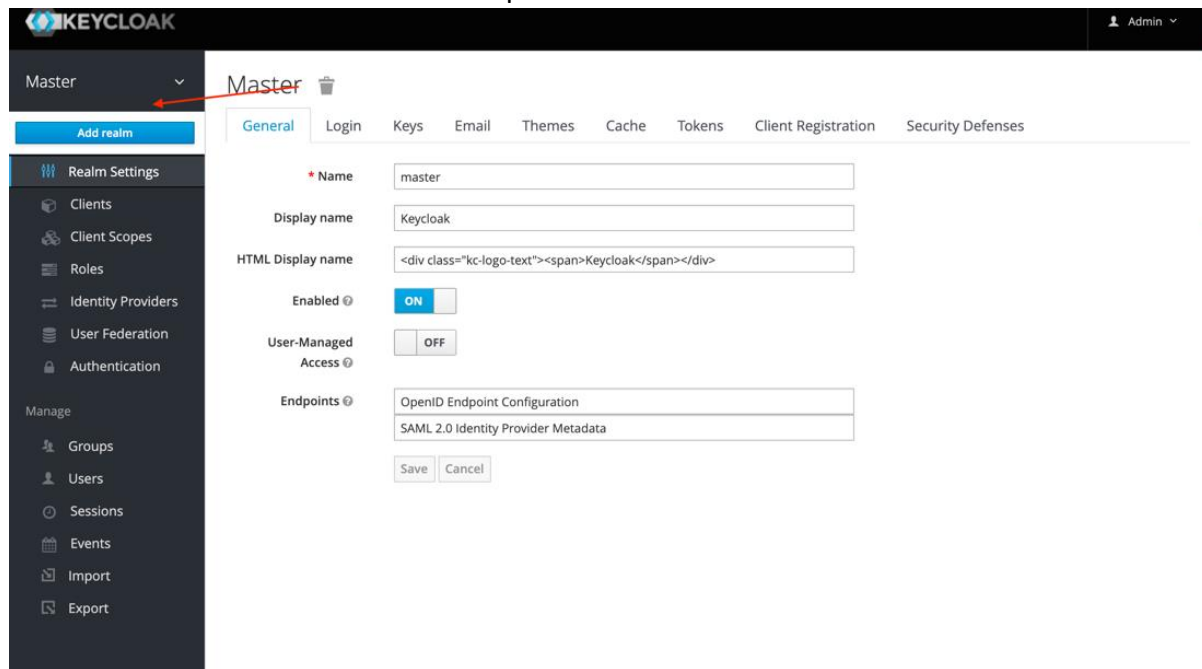 KEYCLOAK
Admin
Master
Add realm
Realm Settings
Clients
Client Scopes
Roles
Identity Providers
User Federation
Authentication
Manage
Groups
Users
Sessions
Events
Import
Export
Master
General Login Keys Email Themes Cache Tokens Client Registration Security Defenses
* Name master
Display name Keycloak
HTML Display name <div class="kc-logo-text"><span>Keycloak</span></div>
Enabled ON
User-Managed
Access OFF
Endpoints OpenID Endpoint Configuration
SAML 2.0 Identity Provider Metadata
Save Cancel